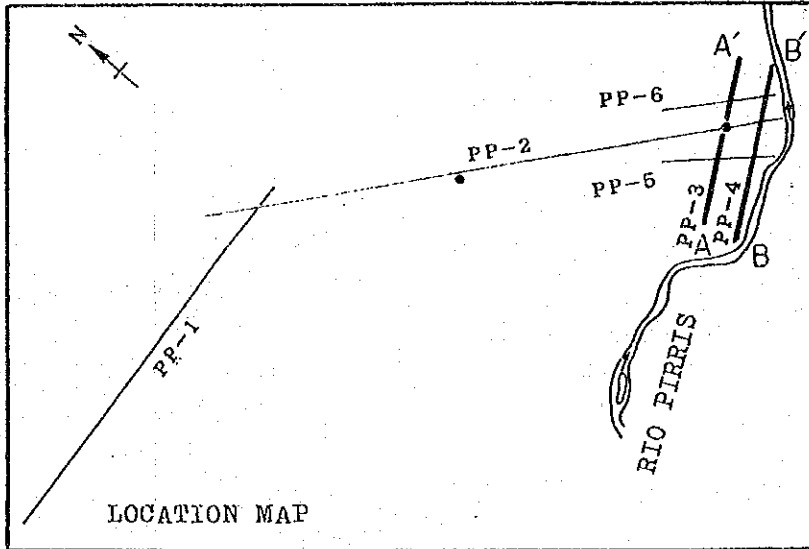 N
A'
B'
PP-6
PP-2
PP-5
PP-3
PP-4
A
B
PP-1
RIO PIRRIS
LOCATION MAP